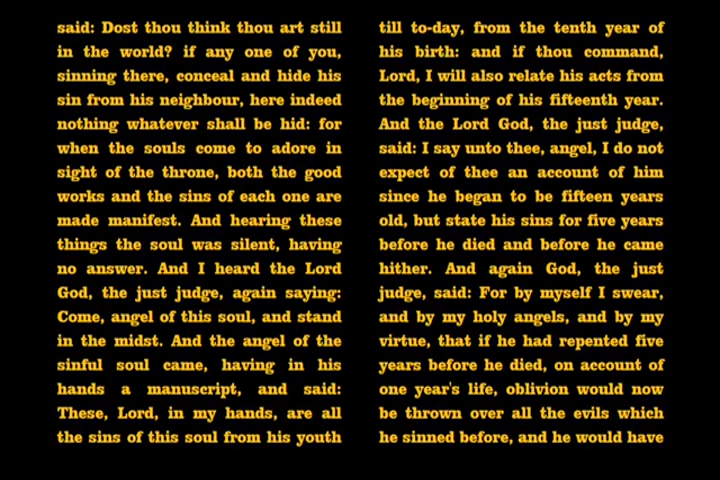 said: Dost thou think thou art still
in the world? if any one of you,
sinning there, conceal and hide his
sin from his neighbour, here indeed
nothing whatever shall be hid: for
when the souls come to adore in
sight of the throne, both the good
works and the sins of each one are
made manifest. And hearing these
things the soul was silent, having
no answer. And I heard the Lord
God, the just judge, again saying:
Come, angel of this soul, and stand
in the midst. And the angel of the
sinful soul came, having in his
hands a manuscript, and said:
These, Lord, in my hands, are all
the sins of this soul from his youth
till to-day, from the tenth year of
his birth: and if thou command,
Lord, I will also relate his acts from
the beginning of his fifteenth year.
And the Lord God, the just judge,
said: I say unto thee, angel, I do not
expect of thee an account of him
since he began to be fifteen years
old, but state his sins for five years
before he died and before he came
hither. And again God, the just
judge, said: For by myself I swear,
and by my holy angels, and by my
virtue, that if he had repented five
years before he died, on account of
one year's life, oblivion would now
be thrown over all the evils which
he sinned before, and he would have